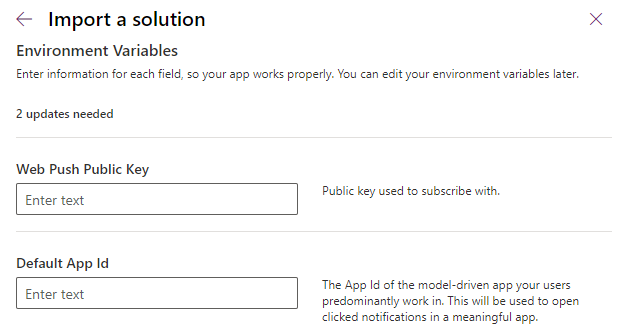 Import a solution
Environment Variables
Enter information for each field, so your app works properly. You can edit your environment variables later.
2 updates needed
Web Push Public Key
Enter text
Public key used to subscribe with.
Default App Id
Enter text
The App Id of the model-driven app your users
predominantly work in. This will be used to open
clicked notifications in a meaningful app.